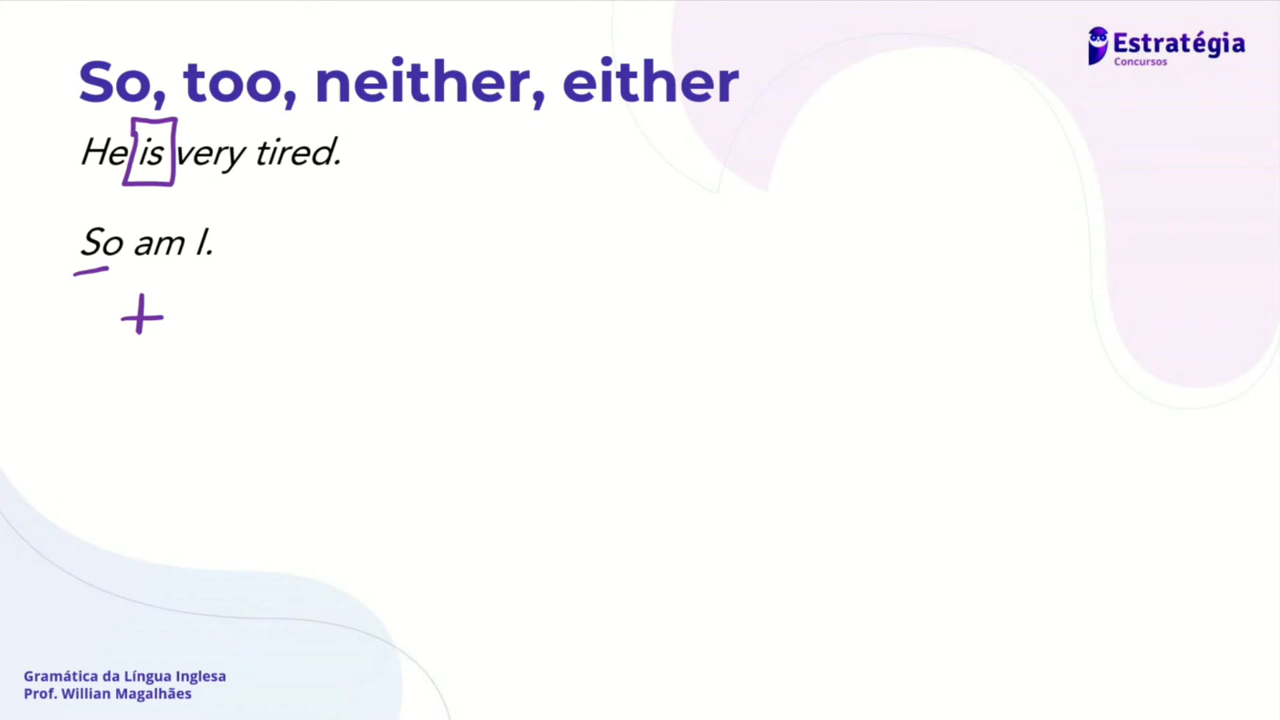 Estratégia
Concursos
So, too, neither, either
He is very tired.
So am I.
+
Gramática da Língua Inglesa
Prof. Willian Magalhães